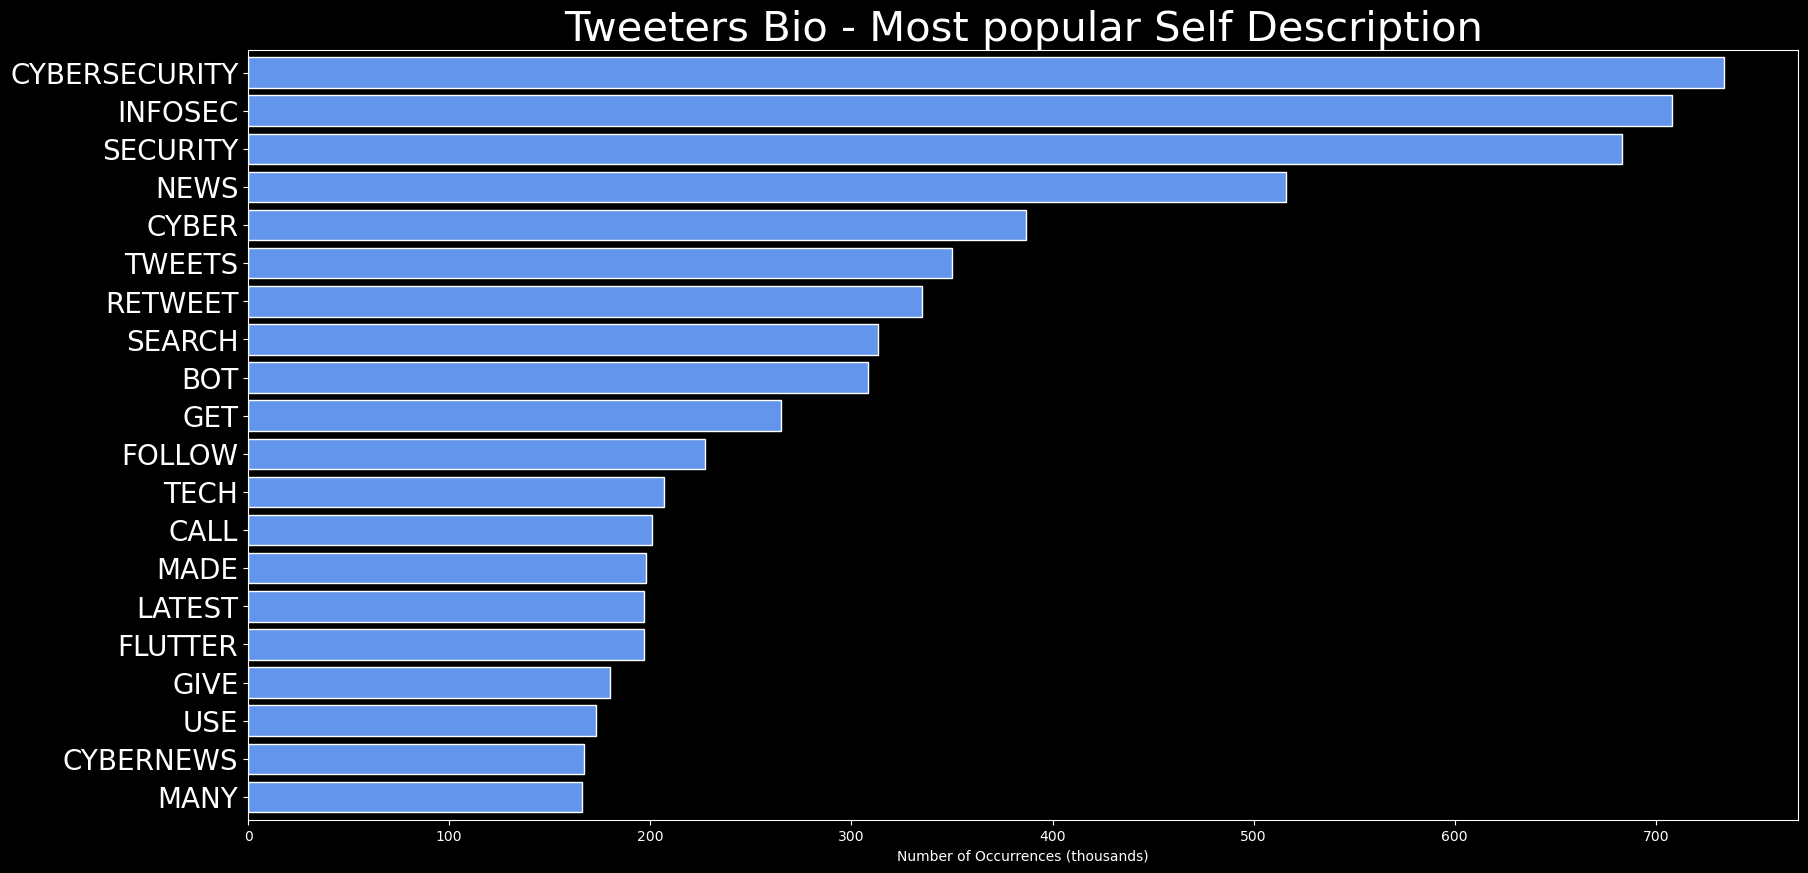 Tweeters Bio - Most popular Self Description
CYBERSECURITY
INFOSEC
SECURITY
NEWS
CYBER
TWEETS
RETWEET
SEARCH
BOT
GET
FOLLOW
TECH
CALL
MADE
LATEST
FLUTTER
GIVE
USE
CYBERNEWS
MANY
0 100 200 300 400 500 600 700
Number of Occurrences (thousands)